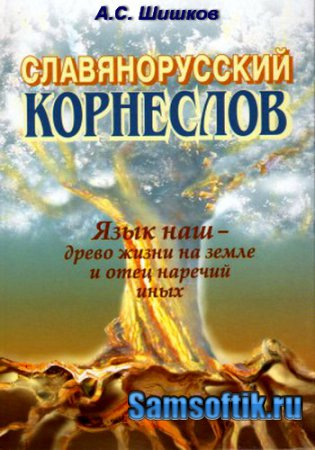 А.С. Шишков
СЛАВЯНОРУССКИЙ
КОРНЕСЛОВ
Язык наш –
древо жизни на земле
и отец наречий
иных
Samsoftik.ru